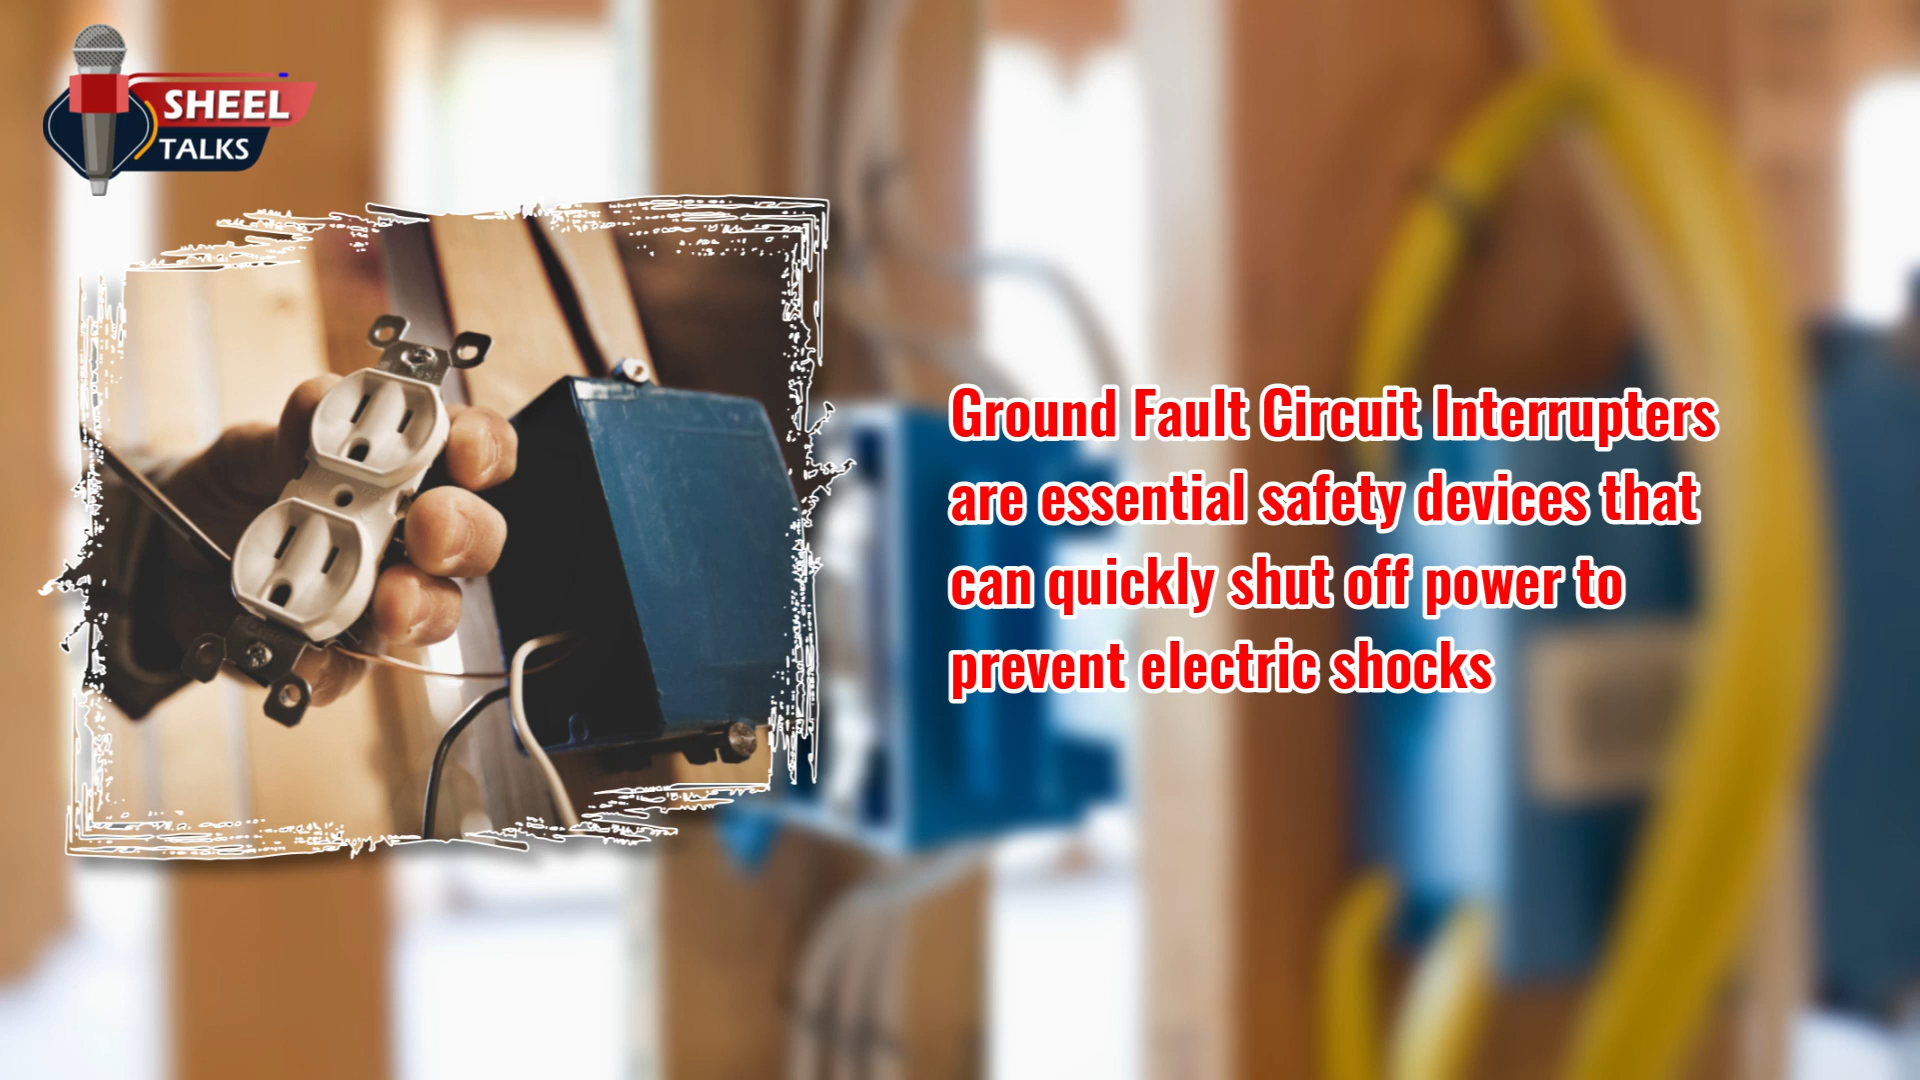 SHEEL
TALKS
Ground Fault Circuit Interrupters
are essential safety devices that
can quickly shut off power to
prevent electric shocks